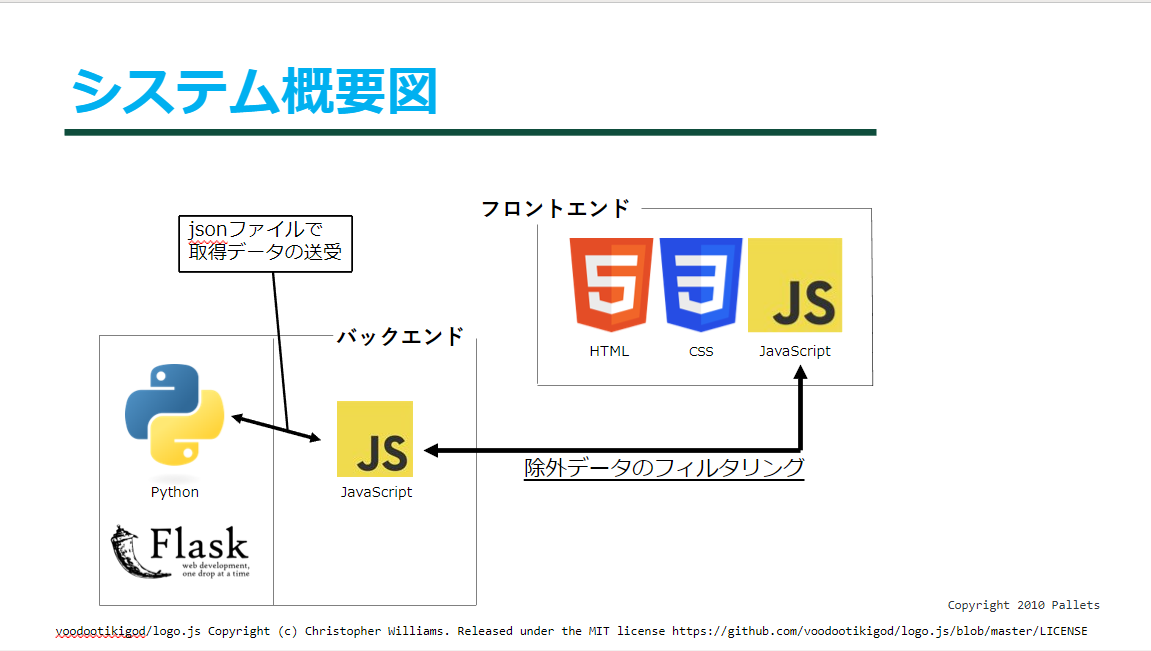 システム概要図
フロントエンド
jsonファイルで
取得データの送受
5
3
JS
HTML
CSS
JavaScript
バックエンド
JS
Python
JavaScript
除外データのフィルタリング
Flask
web development,
one drop at a time
Copyright 2010 Pallets
voodootikigod/logo.js Copyright (c) Christopher Williams. Released under the MIT license https://github.com/voodootikigod/logo.js/blob/master/LICENSE